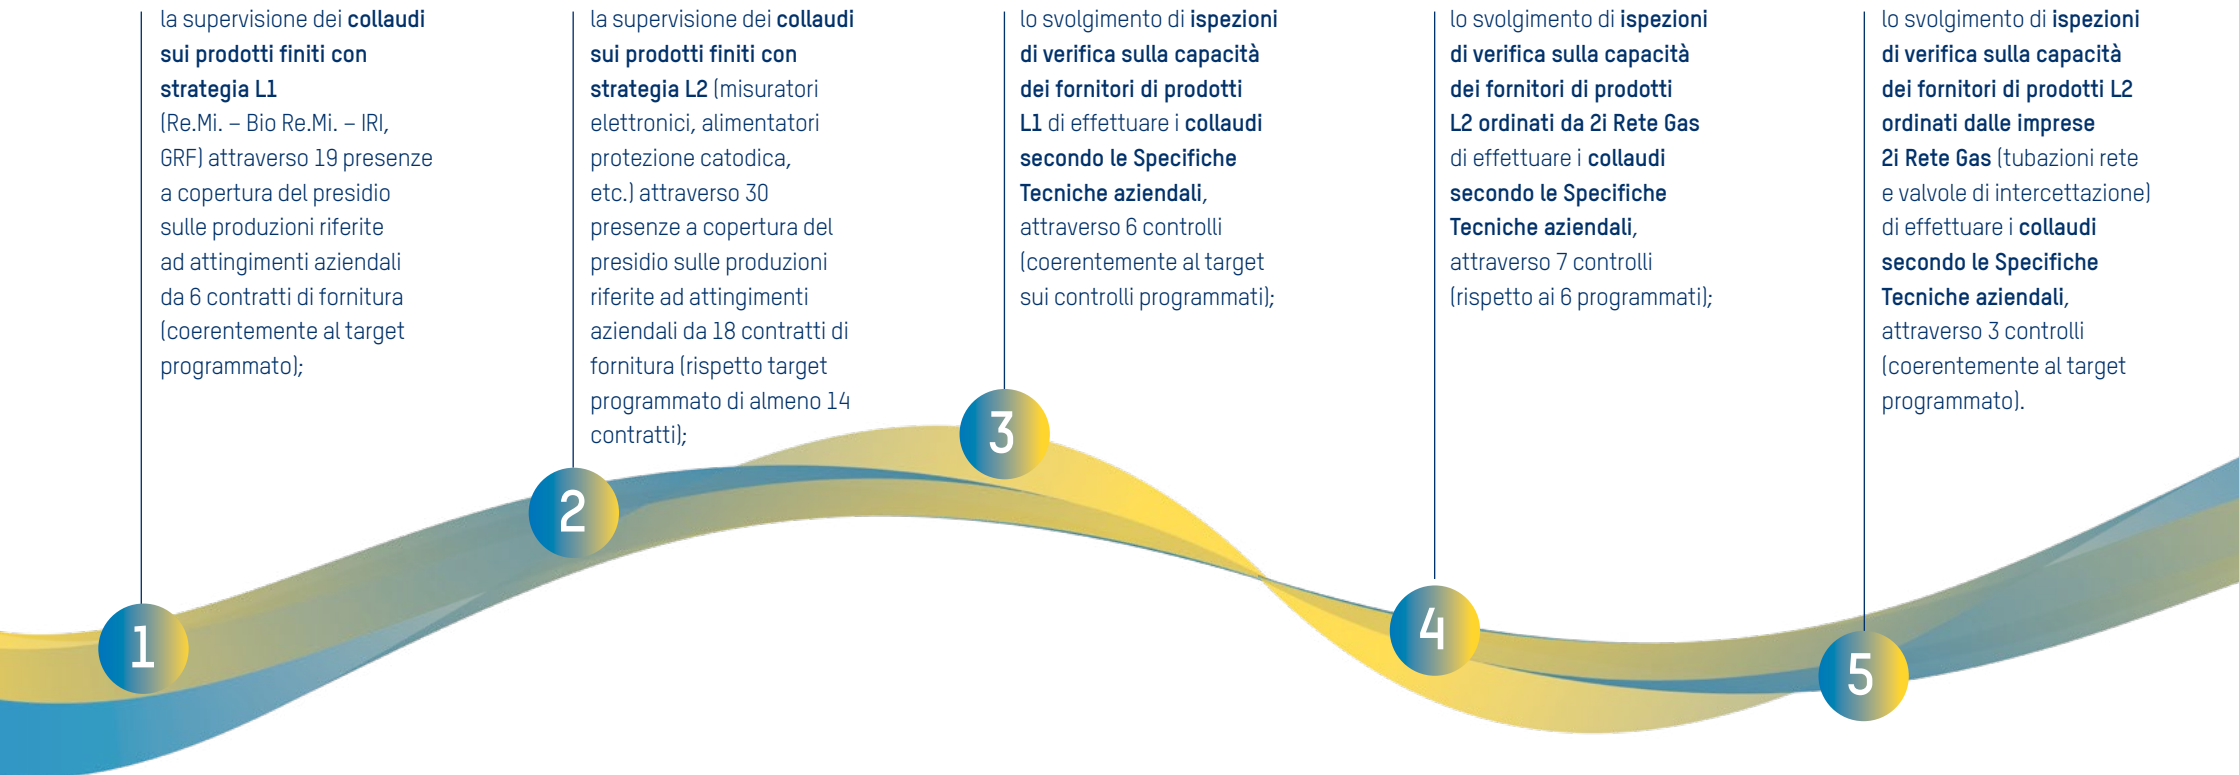 la supervisione dei collaudi
sui prodotti finiti con
strategia L1
(Re.Mi. – Bio Re.Mi. – IRI,
GRF) attraverso 19 presenze
a copertura del presidio
sulle produzioni riferite
ad attingimenti aziendali
da 6 contratti di fornitura
(coerentemente al target
programmato);
1
la supervisione dei collaudi
sui prodotti finiti con
strategia L2 (misuratori
elettronici, alimentatori
protezione catodica,
etc.) attraverso 30
presenze a copertura del
presidio sulle produzioni
riferite ad attingimenti
aziendali da 18 contratti di
fornitura (rispetto target
programmato di almeno 14
contratti);
2
lo svolgimento di ispezioni
di verifica sulla capacità
dei fornitori di prodotti
L1 di effettuare i collaudi
secondo le Specifiche
Tecniche aziendali,
attraverso 6 controlli
(coerentemente al target
sui controlli programmati);
3
lo svolgimento di ispezioni
di verifica sulla capacità
dei fornitori di prodotti
L2 ordinati da 2i Rete Gas
di effettuare i collaudi
secondo le Specifiche
Tecniche aziendali,
attraverso 7 controlli
(rispetto ai 6 programmati);
4
lo svolgimento di ispezioni
di verifica sulla capacità
dei fornitori di prodotti L2
ordinati dalle imprese
2i Rete Gas (tubazioni rete
e valvole di intercettazione)
di effettuare i collaudi
secondo le Specifiche
Tecniche aziendali,
attraverso 3 controlli
(coerentemente al target
programmato).
5